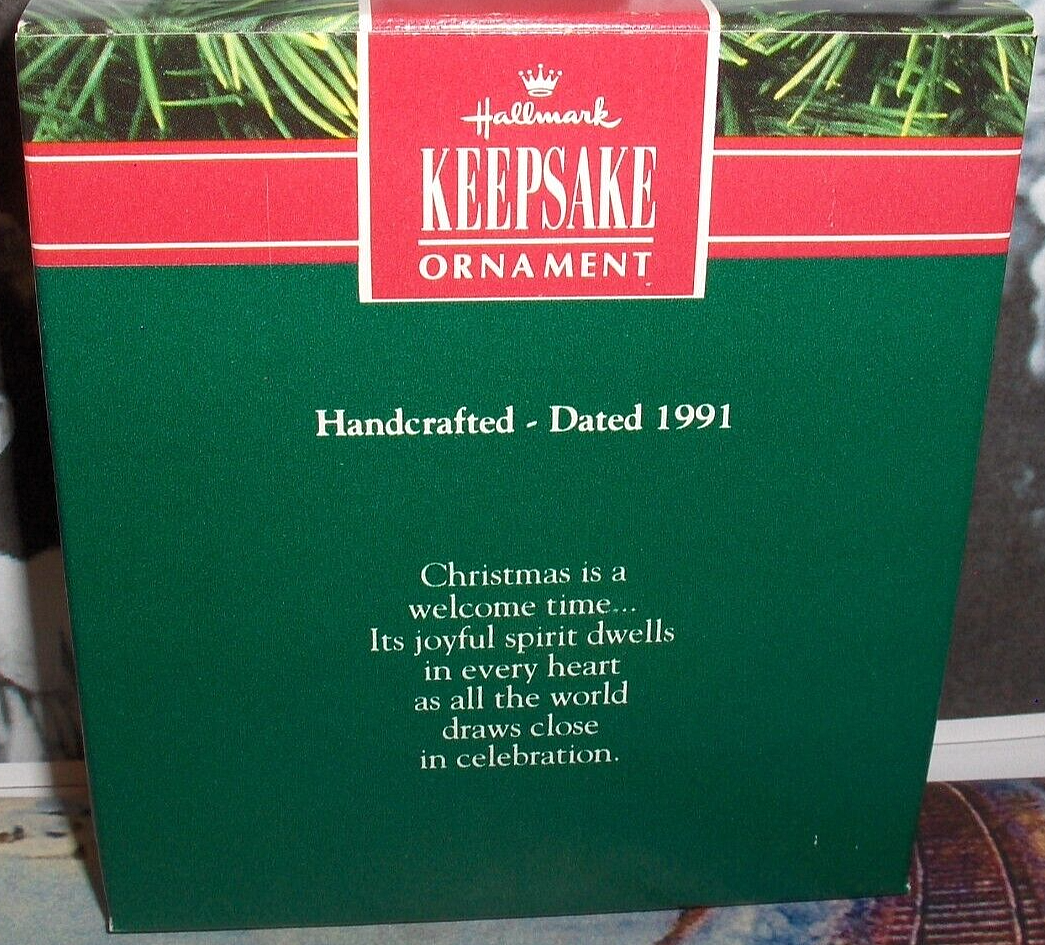 Hallmark
KEEPSAKE
ORNAMENT
Handcrafted - Dated 1991
Christmas is a
welcome time...
Its joyful spirit dwells
in every heart
as all the world
draws close
in celebration.